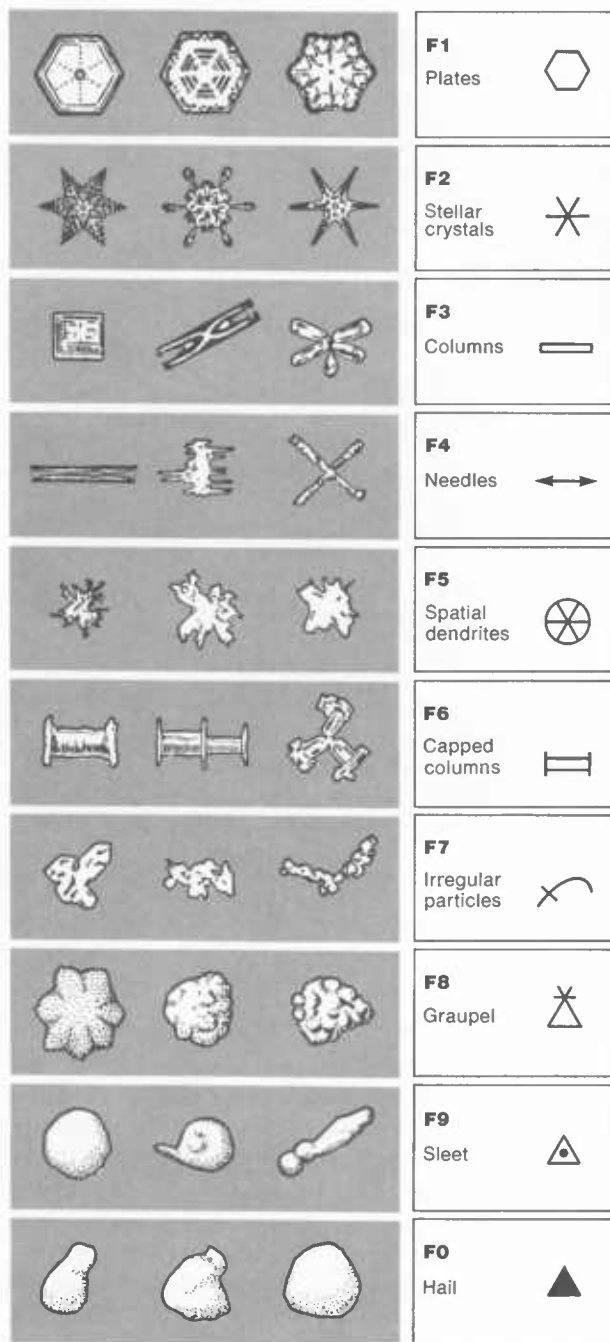 F1
Plates
F2
Stellar
crystals
F3
Columns
F4
Needles
F5
Spatial
dendrites
F6
Capped
columns
F7
Irregular
particles
F8
Graupel
F9
Sleet
F0
Hail